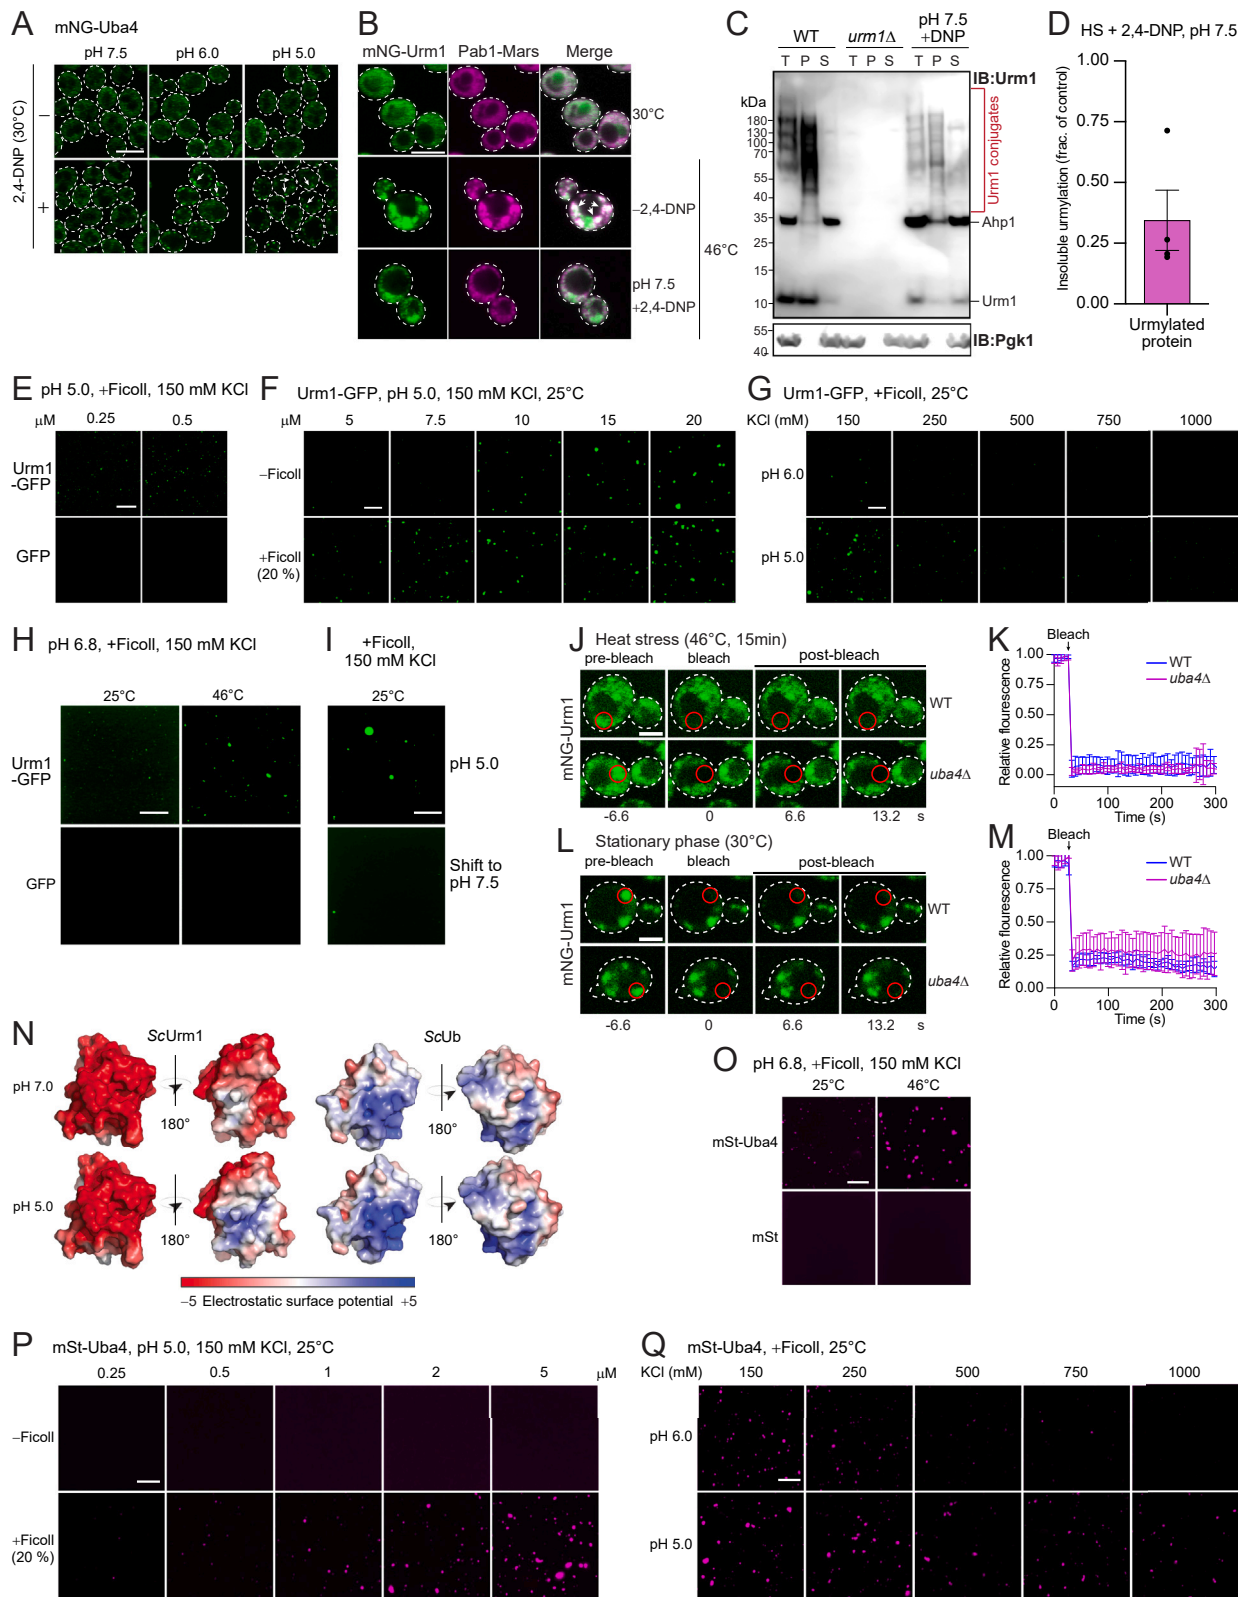 A mNG-Uba4
pH 7.5 pH 6.0 pH 5.0
2,4-DNP (30°C)
−
+
B
mNG-Urm1 Pab1-Mars Merge
30°C
−2,4-DNP
46°C
pH 7.5
+2,4-DNP
C
WT urm1Δ pH 7.5
+DNP
T P S T P S T P S
IB:Urm1
kDa
180
130
100
70
55
40
35
25
15
10
Urm1 conjugates
Ahp1
Urm1
55
40
IB:Pgk1
D HS + 2,4-DNP, pH 7.5
Insoluble urmylation (frac. of control)
1.00
0.75
0.50
0.25
0.00
Urmylated
protein
E pH 5.0, +Ficoll, 150 mM KCl
μM 0.25 0.5
Urm1
-GFP
GFP
F Urm1-GFP, pH 5.0, 150 mM KCl, 25°C
μM 5 7.5 10 15 20
−Ficoll
+Ficoll
(20 %)
G Urm1-GFP, +Ficoll, 25°C
KCl (mM) 150 250 500 750 1000
pH 6.0
pH 5.0
H pH 6.8, +Ficoll, 150 mM KCl
25°C 46°C
Urm1
-GFP
GFP
I +Ficoll,
150 mM KCl
25°C
pH 5.0
Shift to
pH 7.5
J Heat stress (46°C, 15min)
pre-bleach bleach post-bleach
mNG-Urm1
WT
uba4Δ
-6.6 0 6.6 13.2 s
K
Bleach
WT
uba4Δ
Relative flourescence
1.00
0.75
0.50
0.25
0.00
0 100 200 300
Time (s)
L Stationary phase (30°C)
pre-bleach bleach post-bleach
mNG-Urm1
WT
uba4Δ
-6.6 0 6.6 13.2 s
M
Bleach
WT
uba4Δ
Relative flourescence
1.00
0.75
0.50
0.25
0.00
0 100 200 300
Time (s)
N
ScUrm1 ScUb
pH 7.0
180° 180°
pH 5.0
180° 180°
−5 Electrostatic surface potential +5
O pH 6.8, +Ficoll, 150 mM KCl
25°C 46°C
mSt-Uba4
mSt
P mSt-Uba4, pH 5.0, 150 mM KCl, 25°C
0.25 0.5 1 2 5 μM
−Ficoll
+Ficoll
(20 %)
Q mSt-Uba4, +Ficoll, 25°C
KCl (mM) 150 250 500 750 1000
pH 6.0
pH 5.0